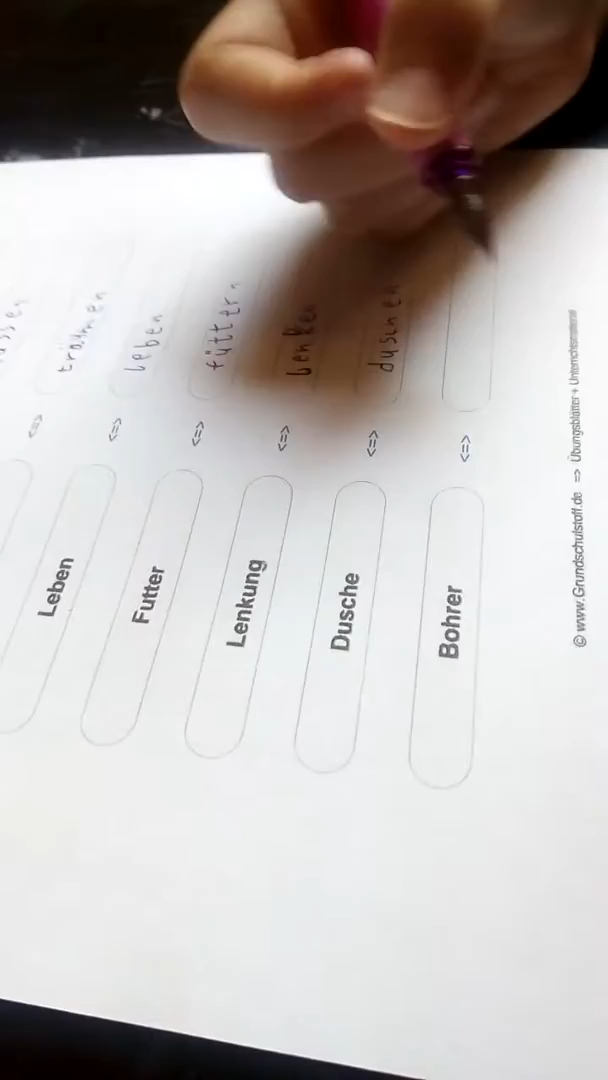 <=> träumen
Leben <=> leben
Futter <=> füttern
Lenkung <=> lenken
Dusche <=> duschen
Bohrer <=>
© www.Grundschulstoff.de => Übungsblätter + Unterrichtsmaterial